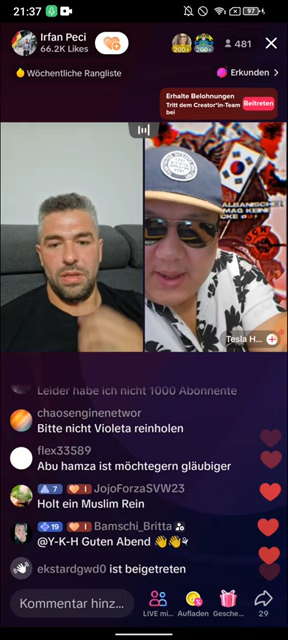 21:37
97
Irfan Peci
66.2K Likes
200+
200+
481
Wöchentliche Rangliste
Erkunden >
Erhalte Belohnungen
Tritt dem Creator*in-Team
bei
Beitreten
ALBANISCHE
MAG KEINE
Tesla H...
Leider habe ich nicht 1000 Abonnente
chaosenginenetwor
Bitte nicht Violeta reinholen
flex33589
Abu hamza ist möchtegern gläubiger
7 1 JojoForzaSVW23
Holt ein Muslim Rein
19 1 Bamschi_Britta
@Y-K-H Guten Abend
ekstardgwd0 ist beigetreten
Kommentar hinz...
LIVE mi...
Aufladen
Gesche...
29